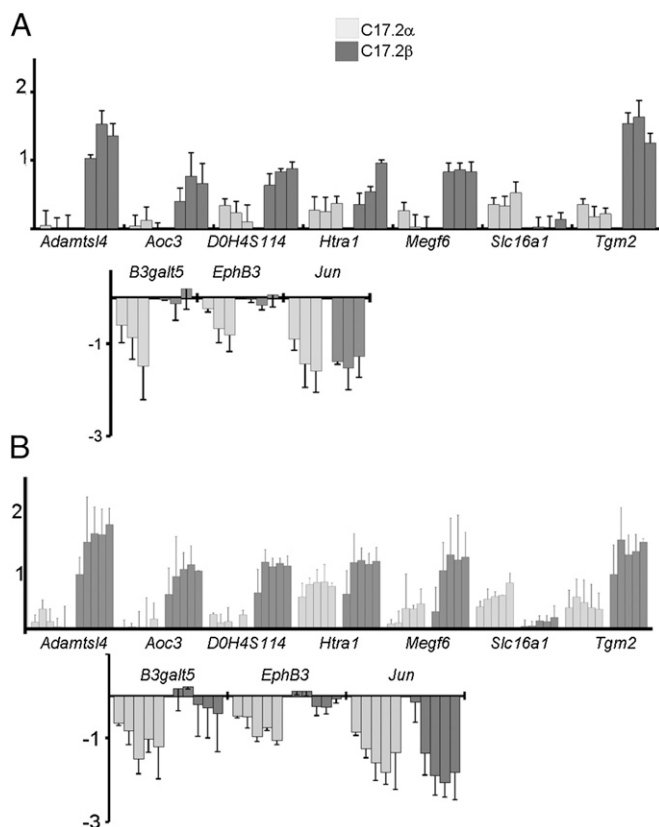 A
C17.2α
C17.2β
2
1
Adamtsl4 Aoc3 D0H4S114 Htra1 Megf6 Slc16a1 Tgm2
B3galt5 EphB3 Jun
-1
-3
B
2
1
Adamtsl4 Aoc3 D0H4S114 Htra1 Megf6 Slc16a1 Tgm2
B3galt5 EphB3 Jun
-1
-3